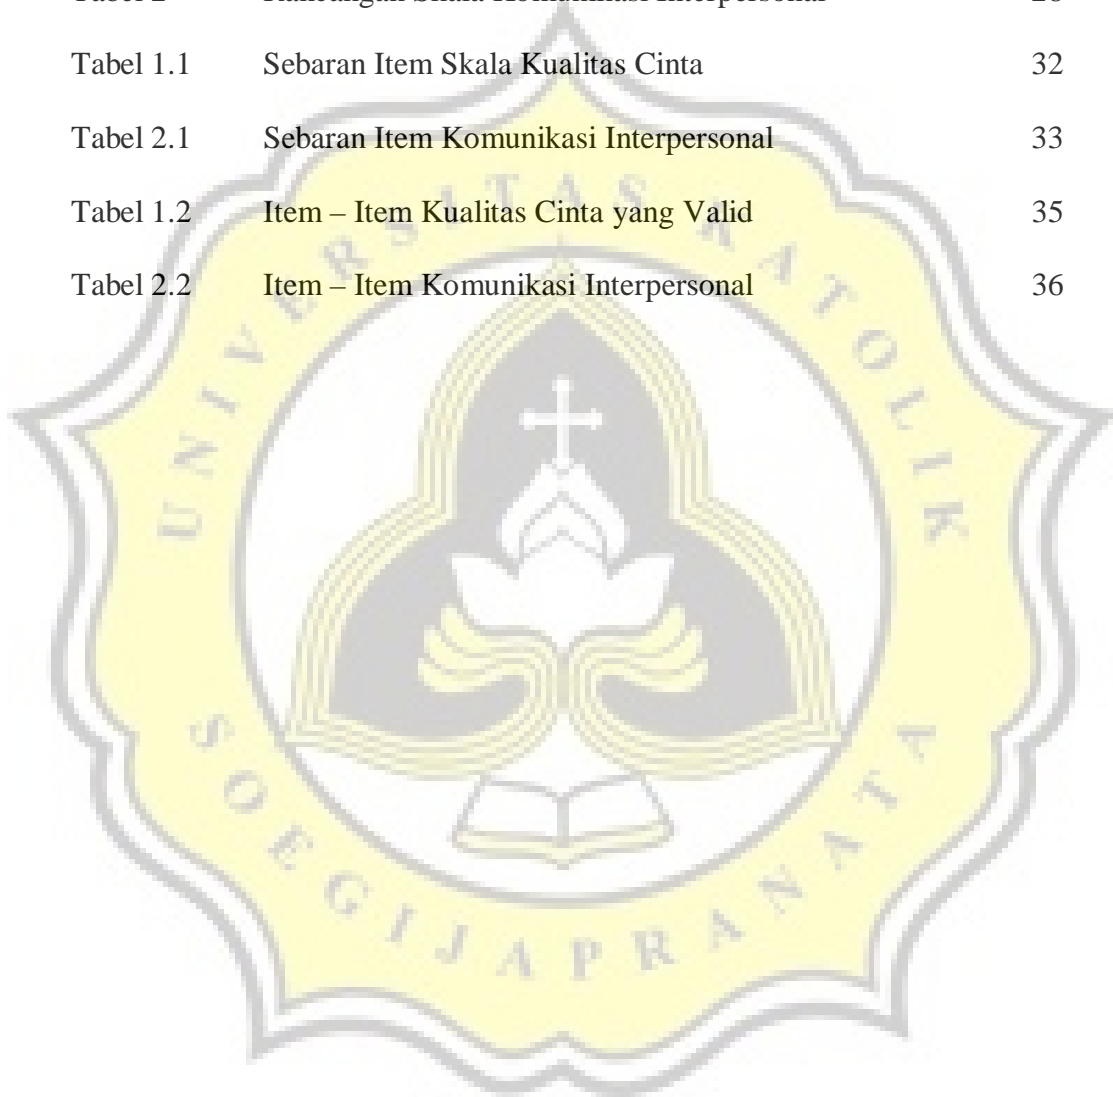 Tabel 1.1 Sebaran Item Skala Kualitas Cinta 32
Tabel 2.1 Sebaran Item Komunikasi Interpersonal 33
Tabel 1.2 Item – Item Kualitas Cinta yang Valid 35
Tabel 2.2 Item – Item Komunikasi Interpersonal 36
UNIVERSITAS KATOLIK
SOEGIJAPRANATA